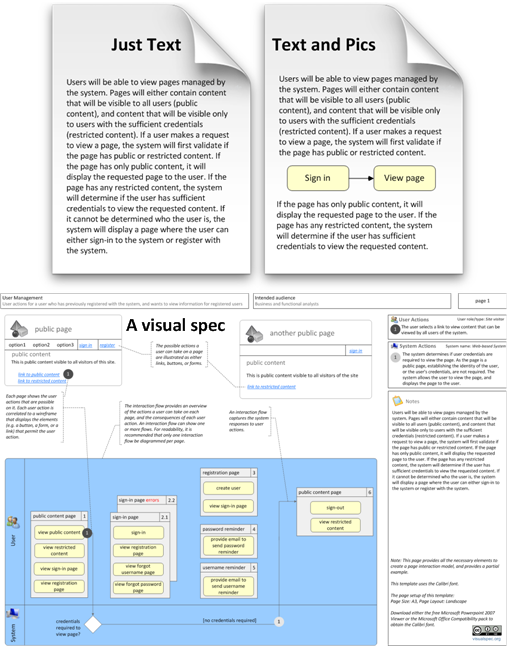 Just Text
Users will be able to view pages managed by
the system. Pages will either contain content
that will be visible to all users (public
content), and content that will be visible only
to users with the sufficient credentials
(restricted content). If a user makes a request
to view a page, the system will first validate if
the page has public or restricted content. If
the page has only public content, it will
display the requested page to the user. If the
page has any restricted content, the system
will determine if the user has sufficient
credentials to view the requested content. If
it cannot be determined who the user is, the
system will display a page where the user can
either sign-in to the system or register with
the system.
Text and Pics
Users will be able to view pages managed by
the system. Pages will either contain content
that will be visible to all users (public
content), and content that will be visible only
to users with the sufficient credentials
(restricted content). If a user makes a request
to view a page, the system will first validate if
the page has public or restricted content.
Sign in
View page
If the page has only public content, it will
display the requested page to the user. If the
page has any restricted content, the system
will determine if the user has sufficient
credentials to view the requested content.
User Management
User actions for a user who has previously registered with the system, and wants to view information for registered users
Intended audience
Business and functional analysts
page 1
A visual spec
public page
option1 option2 option3 sign in register
public content
This is public content visible to all visitors of this site.
link to public content 1
link to restricted content
The possible actions a
user can take on a page
are illustrated as either
links, buttons, or forms.
another public page
sign in
public content
This is public content visible to all visitors of the site
link to restricted content
Each page shows the user
actions that are possible
on it. Each user action is
correlated to a wireframe
that displays the elements
(e.g. a button, a form, or a
link) that permit the user
action.
The interaction flow provides an overview of
the actions a user can take on each
page, and the consequences of each user
action. An interaction can show one
or more flows. For readability, it is
recommended that only one interaction
flow be diagrammed per page.
An interaction flow
captures the system
responses to user
actions.
User
System
public content page 1
view public content 1
view restricted
content
view sign-in page
view registration
page
sign-in page errors 2.2
sign-in page 2.1
sign-in
view registration
page
view forgot
username page
view forgot password
page
registration page 3
create user
view sign-in page
password reminder 4
provide email to
send password
reminder
username reminder 5
provide email to
send username
reminder
public content page 6
sign-out
view restricted
content
credentials
required to
view page?
[no credentials required]
1
User Actions
User role/type: Site visitor
1 The user selects a link to view content that can be
viewed by all users of the system.
System Actions
System name: Web-based System
1 The system determines if user credentials are
required to view the page. As the page is a
public page, establishing the identity of the user,
or the user's credentials, are not required. The
system allows the user to view the page, and
displays the page to the user.
Notes
Users will be able to view pages managed by the
system. Pages will either contain content that will be
visible to all users (public content), and content that
will be visible only to users with the sufficient credentials
(restricted content). If a user makes a request to view a
page, the system will first validate if the page has
public or restricted content. If the page has only
public content, it will display the requested page to
the user. If the page has any restricted content, the
system will determine if the user has sufficient
credentials to view the requested content. If it cannot
be determined who the user is, the system will display
a page where the user can either sign-in to the system
or register with the system.
Note: This page provides all the necessary elements to
create a page interaction model, and provides a partial
example.
This template uses the Calibri font.
The page setup of this template:
Page Size: A3, Page Layout: Landscape
Download either the free Microsoft Powerpoint 2007
Viewer or the Microsoft Office Compatibility pack to
obtain the Calibri font.